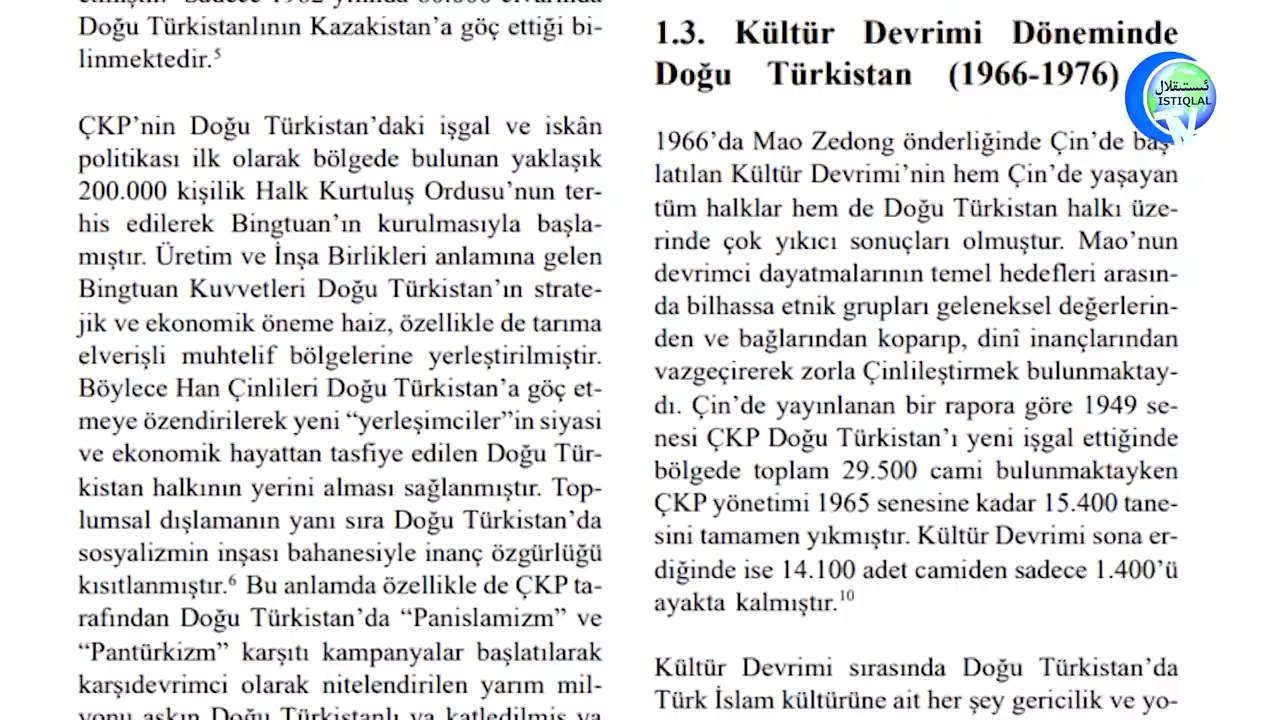 Doğu Türkistanlının Kazakistan’a göç ettiği bi-
linmektedir.5
ÇKP’nin Doğu Türkistan’daki işgal ve iskân
politikası ilk olarak bölgede bulunan yaklaşık
200.000 kişilik Halk Kurtuluş Ordusu’nun ter-
his edilerek Bingtuan’ın kurulmasıyla başla-
mıştır. Üretim ve İnşa Birlikleri anlamına gelen
Bingtuan Kuvvetleri Doğu Türkistan’ın strate-
jik ve ekonomik öneme haiz, özellikle de tarıma
elverişli muhtelif bölgelerine yerleştirilmiştir.
Böylece Han Çinlileri Doğu Türkistan’a göç et-
meye özendirilerek yeni “yerleşimciler”in siyasi
ve ekonomik hayattan tasfiye edilen Doğu Tür-
kistan halkının yerini alması sağlanmıştır. Top-
lumsal dışlamanın yanı sıra Doğu Türkistan’da
sosyalizmin inşası bahanesiyle inanç özgürlüğü
kısıtlanmıştır.6 Bu anlamda özellikle de ÇKP ta-
rafından Doğu Türkistan’da “Panislamizm” ve
“Pantürkizm” karşıtı kampanyalar başlatılarak
karşıdevrimci olarak nitelendirilen yarım mil-
yonu aşkın Doğu Türkistanlı ya katledilmiş ya
1.3. Kültür Devrimi Döneminde
Doğu Türkistan (1966-1976)
1966’da Mao Zedong önderliğinde Çin’de baş-
latılan Kültür Devrimi’nin hem Çin’de yaşayan
tüm halklar hem de Doğu Türkistan halkı üze-
rinde çok yıkıcı sonuçları olmuştur. Mao’nun
devrimci dayatmalarının temel hedefleri arasın-
da bilhassa etnik grupları geleneksel değerlerin-
den ve bağlarından koparıp, dinî inançlarından
vazgeçirerek zorla Çinlileştirmek bulunmaktay-
dı. Çin’de yayınlanan bir rapora göre 1949 se-
nesi ÇKP Doğu Türkistan’ı yeni işgal ettiğinde
bölgede toplam 29.500 cami bulunmaktayken
ÇKP yönetimi 1965 senesine kadar 15.400 tane-
sini tamamen yıkmıştır. Kültür Devrimi sona er-
diğinde ise 14.100 adet camiden sadece 1.400’ü
ayakta kalmıştır.10
Kültür Devrimi sırasında Doğu Türkistan’da
Türk İslam kültürüne ait her şey gericilik ve yo-
ئىستىقلال
ISTIQLAL
TV